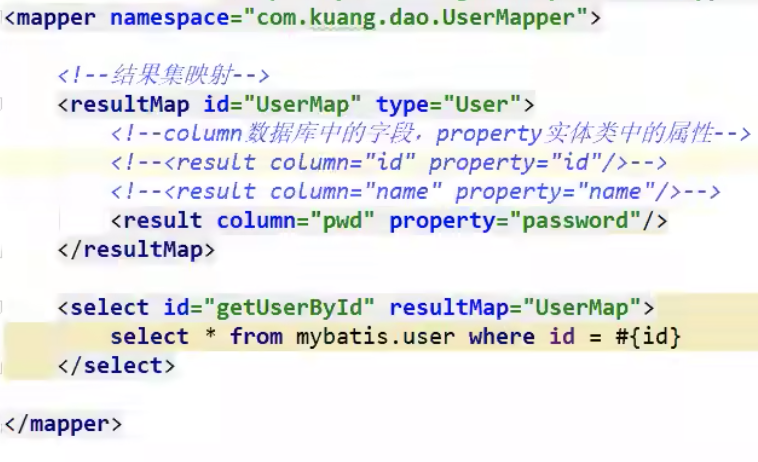 <mapper namespace="com.kuang.dao.UserMapper">
<!--结果集映射-->
<resultMap id="UserMap" type="User">
<!--column数据库中的字段，property实体类中的属性-->
<!--<result column="id" property="id"/>-->
<!--<result column="name" property="name"/>-->
<result column="pwd" property="password"/>
</resultMap>
<select id="getUserById" resultMap="UserMap">
select * from mybatis.user where id = #{id}
</select>
</mapper>